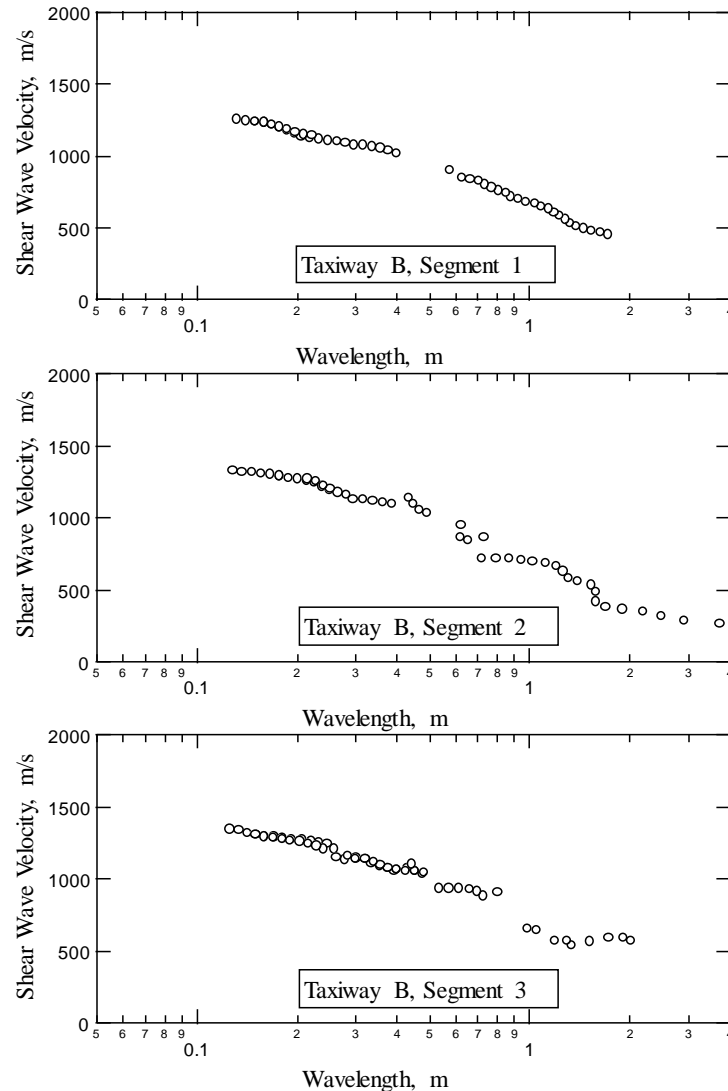 2000
1500
1000
500
0
Shear Wave Velocity, m/s
Taxiway B, Segment 1
5 6 7 8 9 2 3 4 5 6 7 8 9 2 3 4
0.1 1
Wavelength, m
2000
1500
1000
500
0
Shear Wave Velocity, m/s
Taxiway B, Segment 2
5 6 7 8 9 2 3 4 5 6 7 8 9 2 3 4
0.1 1
Wavelength, m
2000
1500
1000
500
0
Shear Wave Velocity, m/s
Taxiway B, Segment 3
5 6 7 8 9 2 3 4 5 6 7 8 9 2 3 4
0.1 1
Wavelength, m